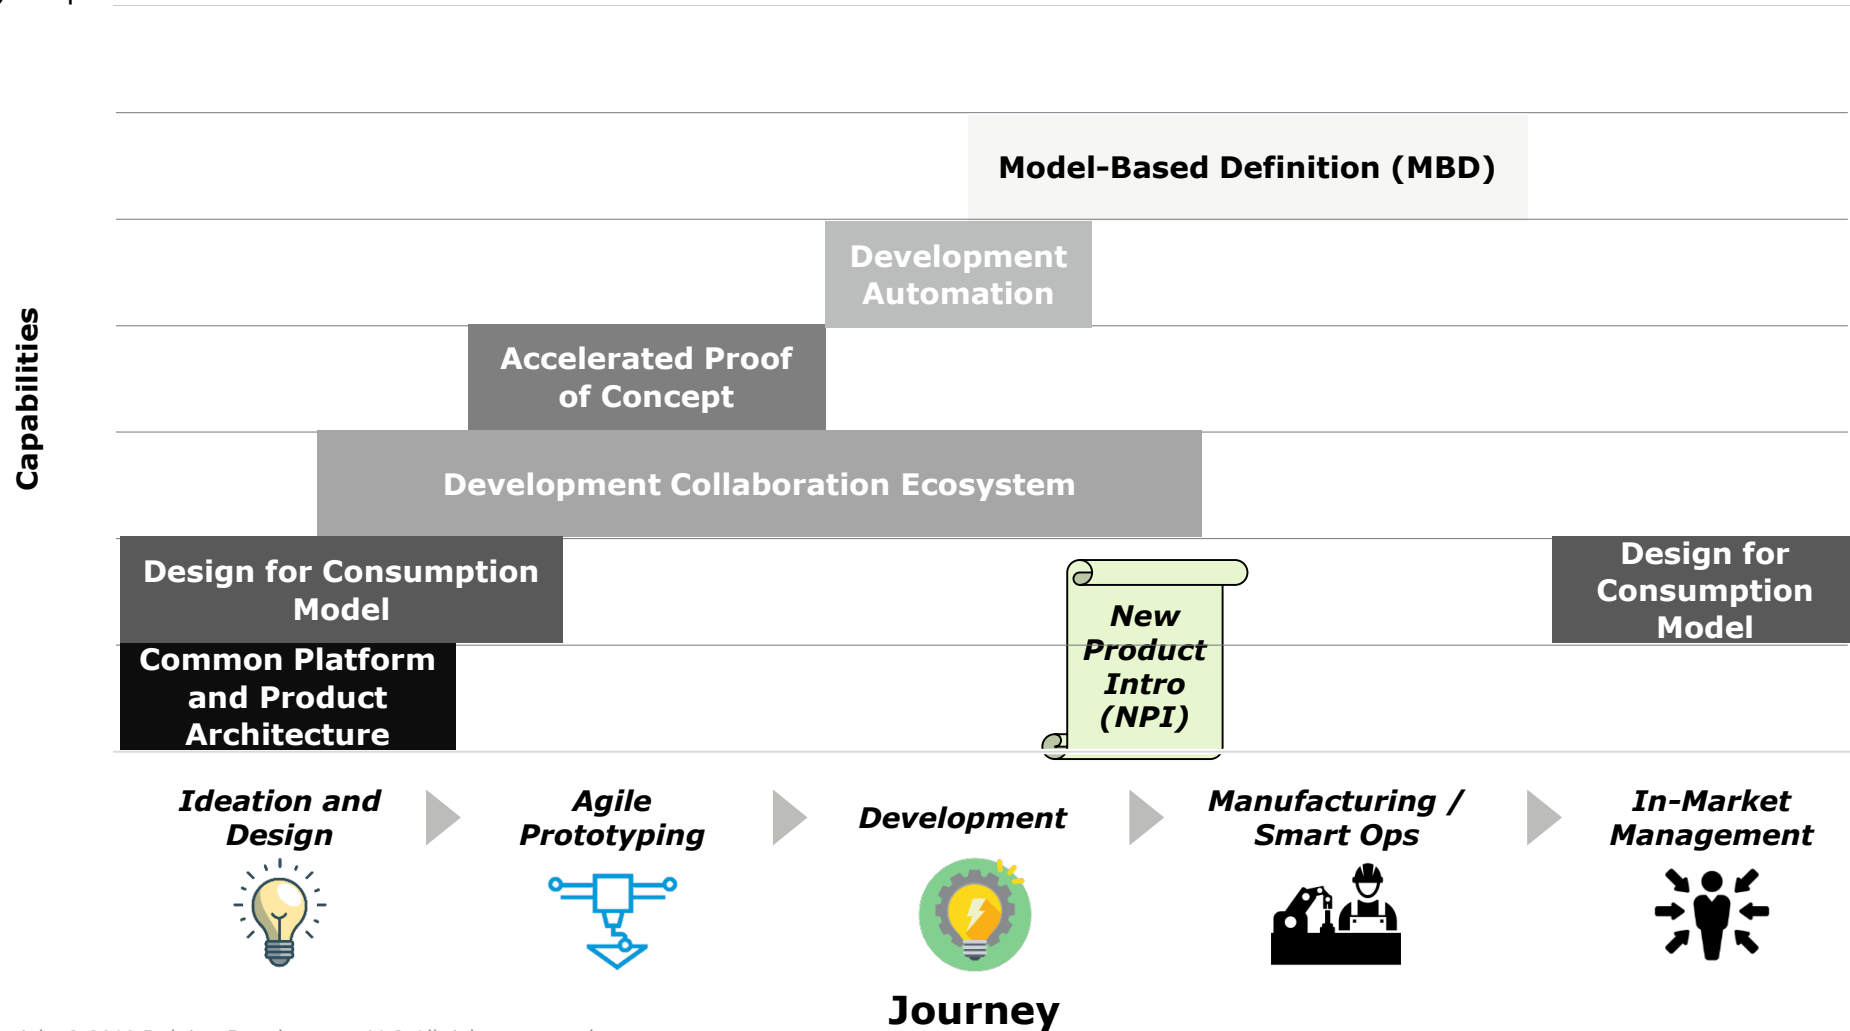 Model-Based Definition (MBD)
Development
Automation
Accelerated Proof
of Concept
Capabilities
Development Collaboration Ecosystem
Design for Consumption
Model
Design for
Consumption
Model
New
Product
Intro
(NPI)
Common Platform
and Product
Architecture
Ideation and
Design
Agile
Prototyping
Development
Manufacturing /
Smart Ops
In-Market
Management
Journey